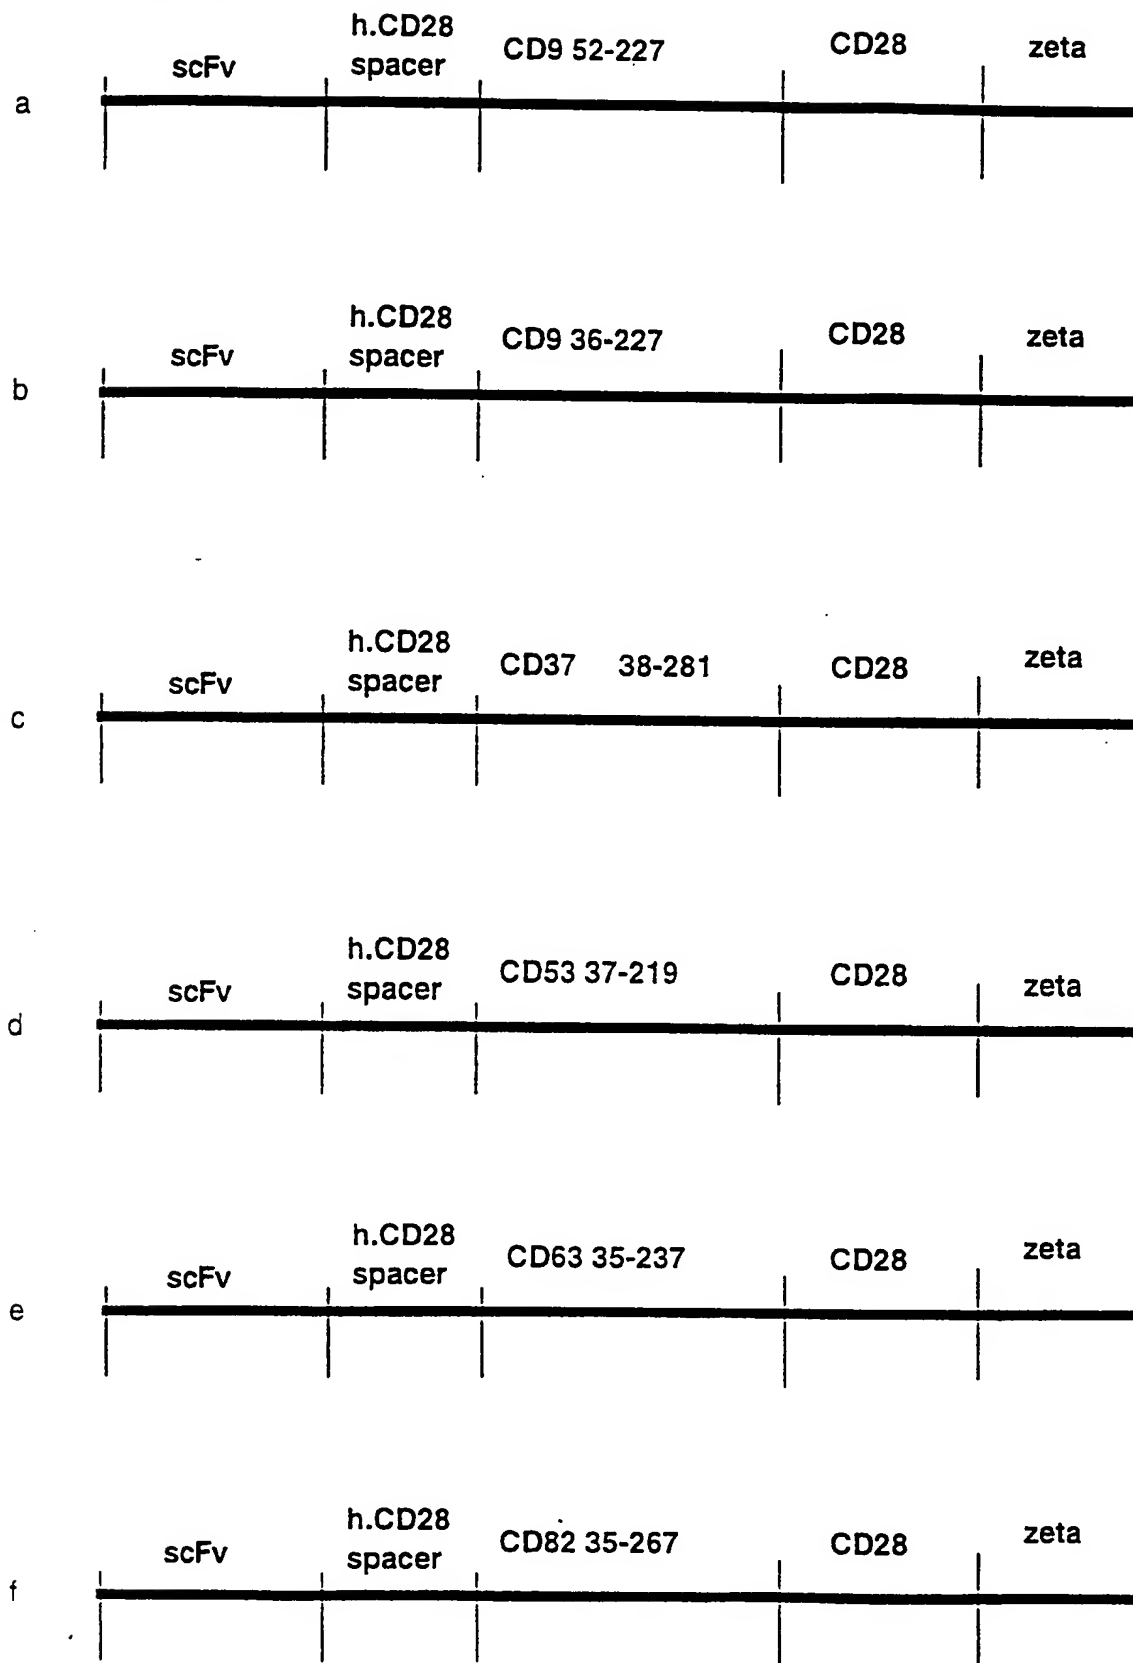 a
scFv
h.CD28
spacer
CD9 52-227
CD28
zeta
b
scFv
h.CD28
spacer
CD9 36-227
CD28
zeta
c
scFv
h.CD28
spacer
CD37 38-281
CD28
zeta
d
scFv
h.CD28
spacer
CD53 37-219
CD28
zeta
e
scFv
h.CD28
spacer
CD63 35-237
CD28
zeta
f
scFv
h.CD28
spacer
CD82 35-267
CD28
zeta